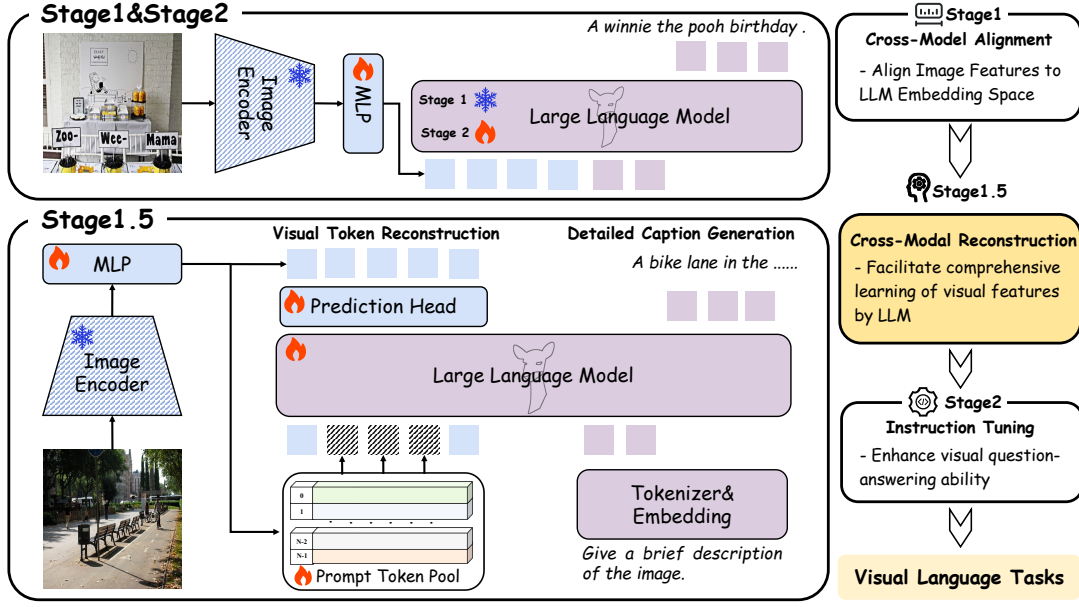 Stage1&Stage2
A winnie the pooh birthday .
Image
Encoder
MLP
Stage 1
Stage 2
Large Language Model
Zoo-
Wee-
Mama
Stage1.5
Visual Token Reconstruction
Detailed Caption Generation
MLP
A bike lane in the ......
Prediction Head
Image
Encoder
Large Language Model
0
1
. . . . . .
N-2
N-1
Prompt Token Pool
Tokenizer&
Embedding
Give a brief description
of the image.
Stage1
Cross-Model Alignment
- Align Image Features to
LLM Embedding Space
Stage1.5
Cross-Modal Reconstruction
- Facilitate comprehensive
learning of visual features
by LLM
Stage2
Instruction Tuning
- Enhance visual question-
answering ability
Visual Language Tasks